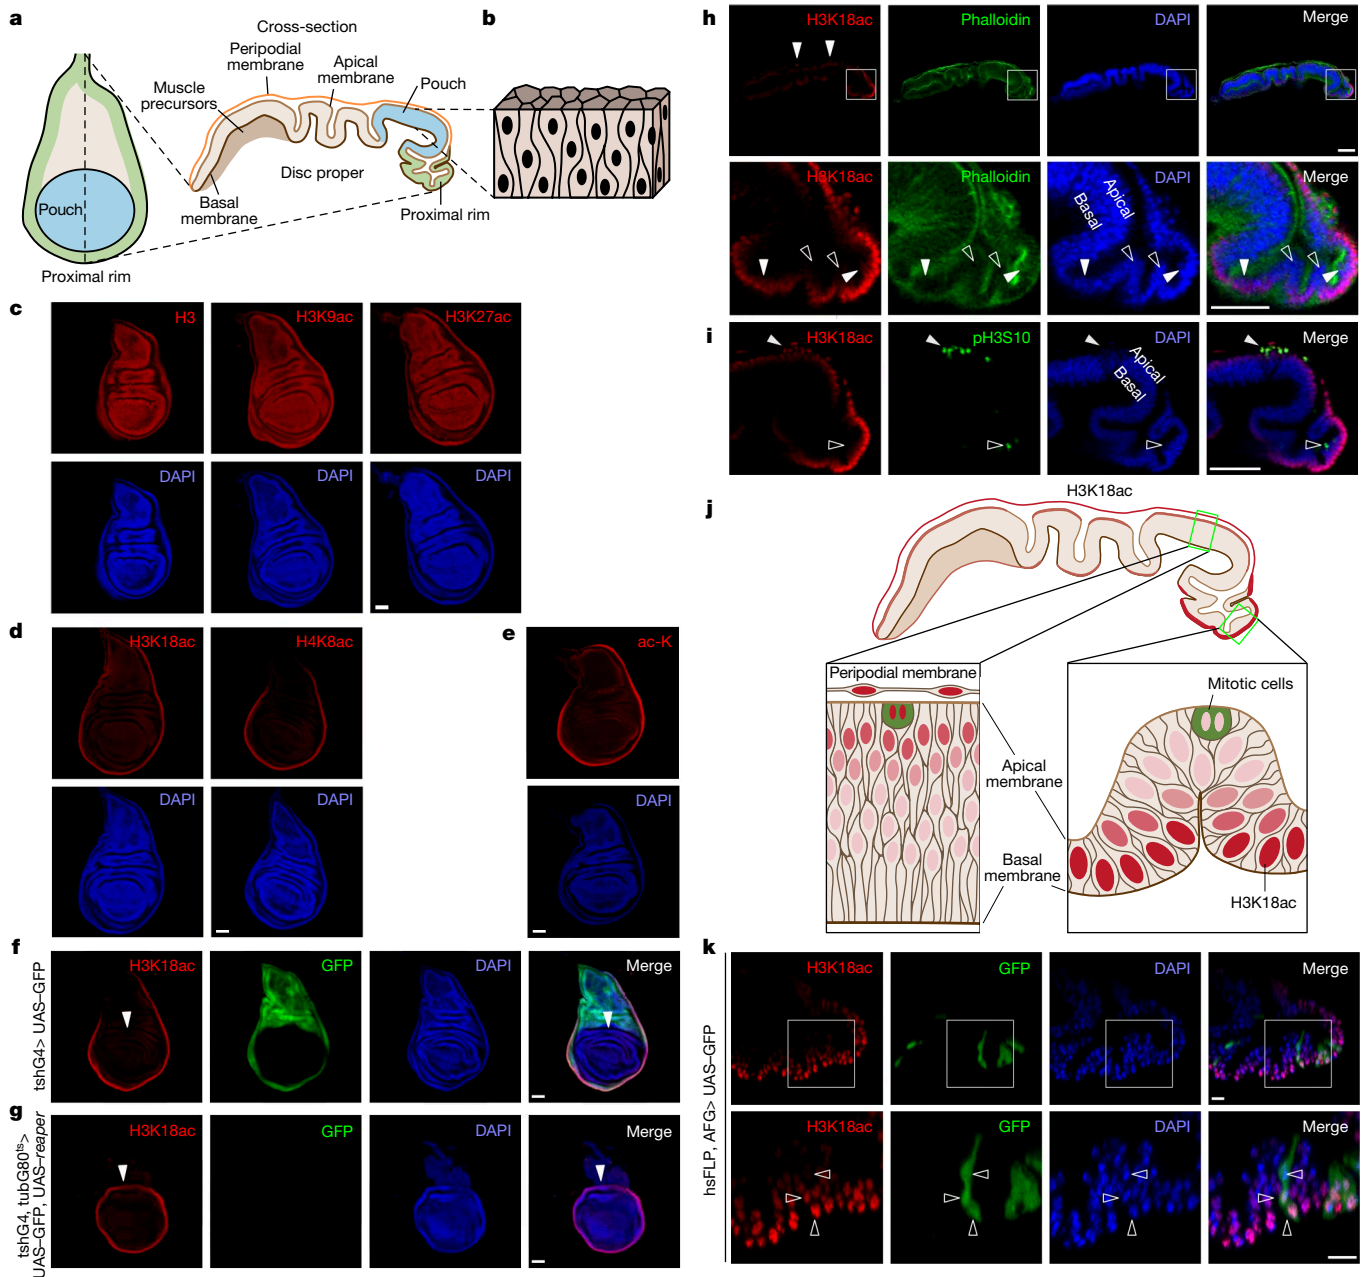 a
Cross-section
Peripodial
membrane
Apical
membrane
Muscle
precursors
Pouch
Disc proper
Basal
membrane
Proximal rim
Pouch
Proximal rim
b
c
H3
H3K9ac
H3K27ac
DAPI
DAPI
DAPI
d
H3K18ac
H4K8ac
DAPI
DAPI
e
ac-K
DAPI
f
tshG4> UAS–GFP
H3K18ac
GFP
DAPI
Merge
g
tshG4, tubG80ts>
UAS–GFP, UAS–reaper
H3K18ac
GFP
DAPI
Merge
h
H3K18ac
Phalloidin
DAPI
Merge
H3K18ac
Phalloidin
DAPI
Apical
Basal
Merge
i
H3K18ac
pH3S10
DAPI
Apical
Basal
Merge
j
H3K18ac
Peripodial membrane
Mitotic cells
Apical
membrane
Basal
membrane
H3K18ac
k
hsFLP, AFG> UAS–GFP
H3K18ac
GFP
DAPI
Merge
H3K18ac
GFP
DAPI
Merge